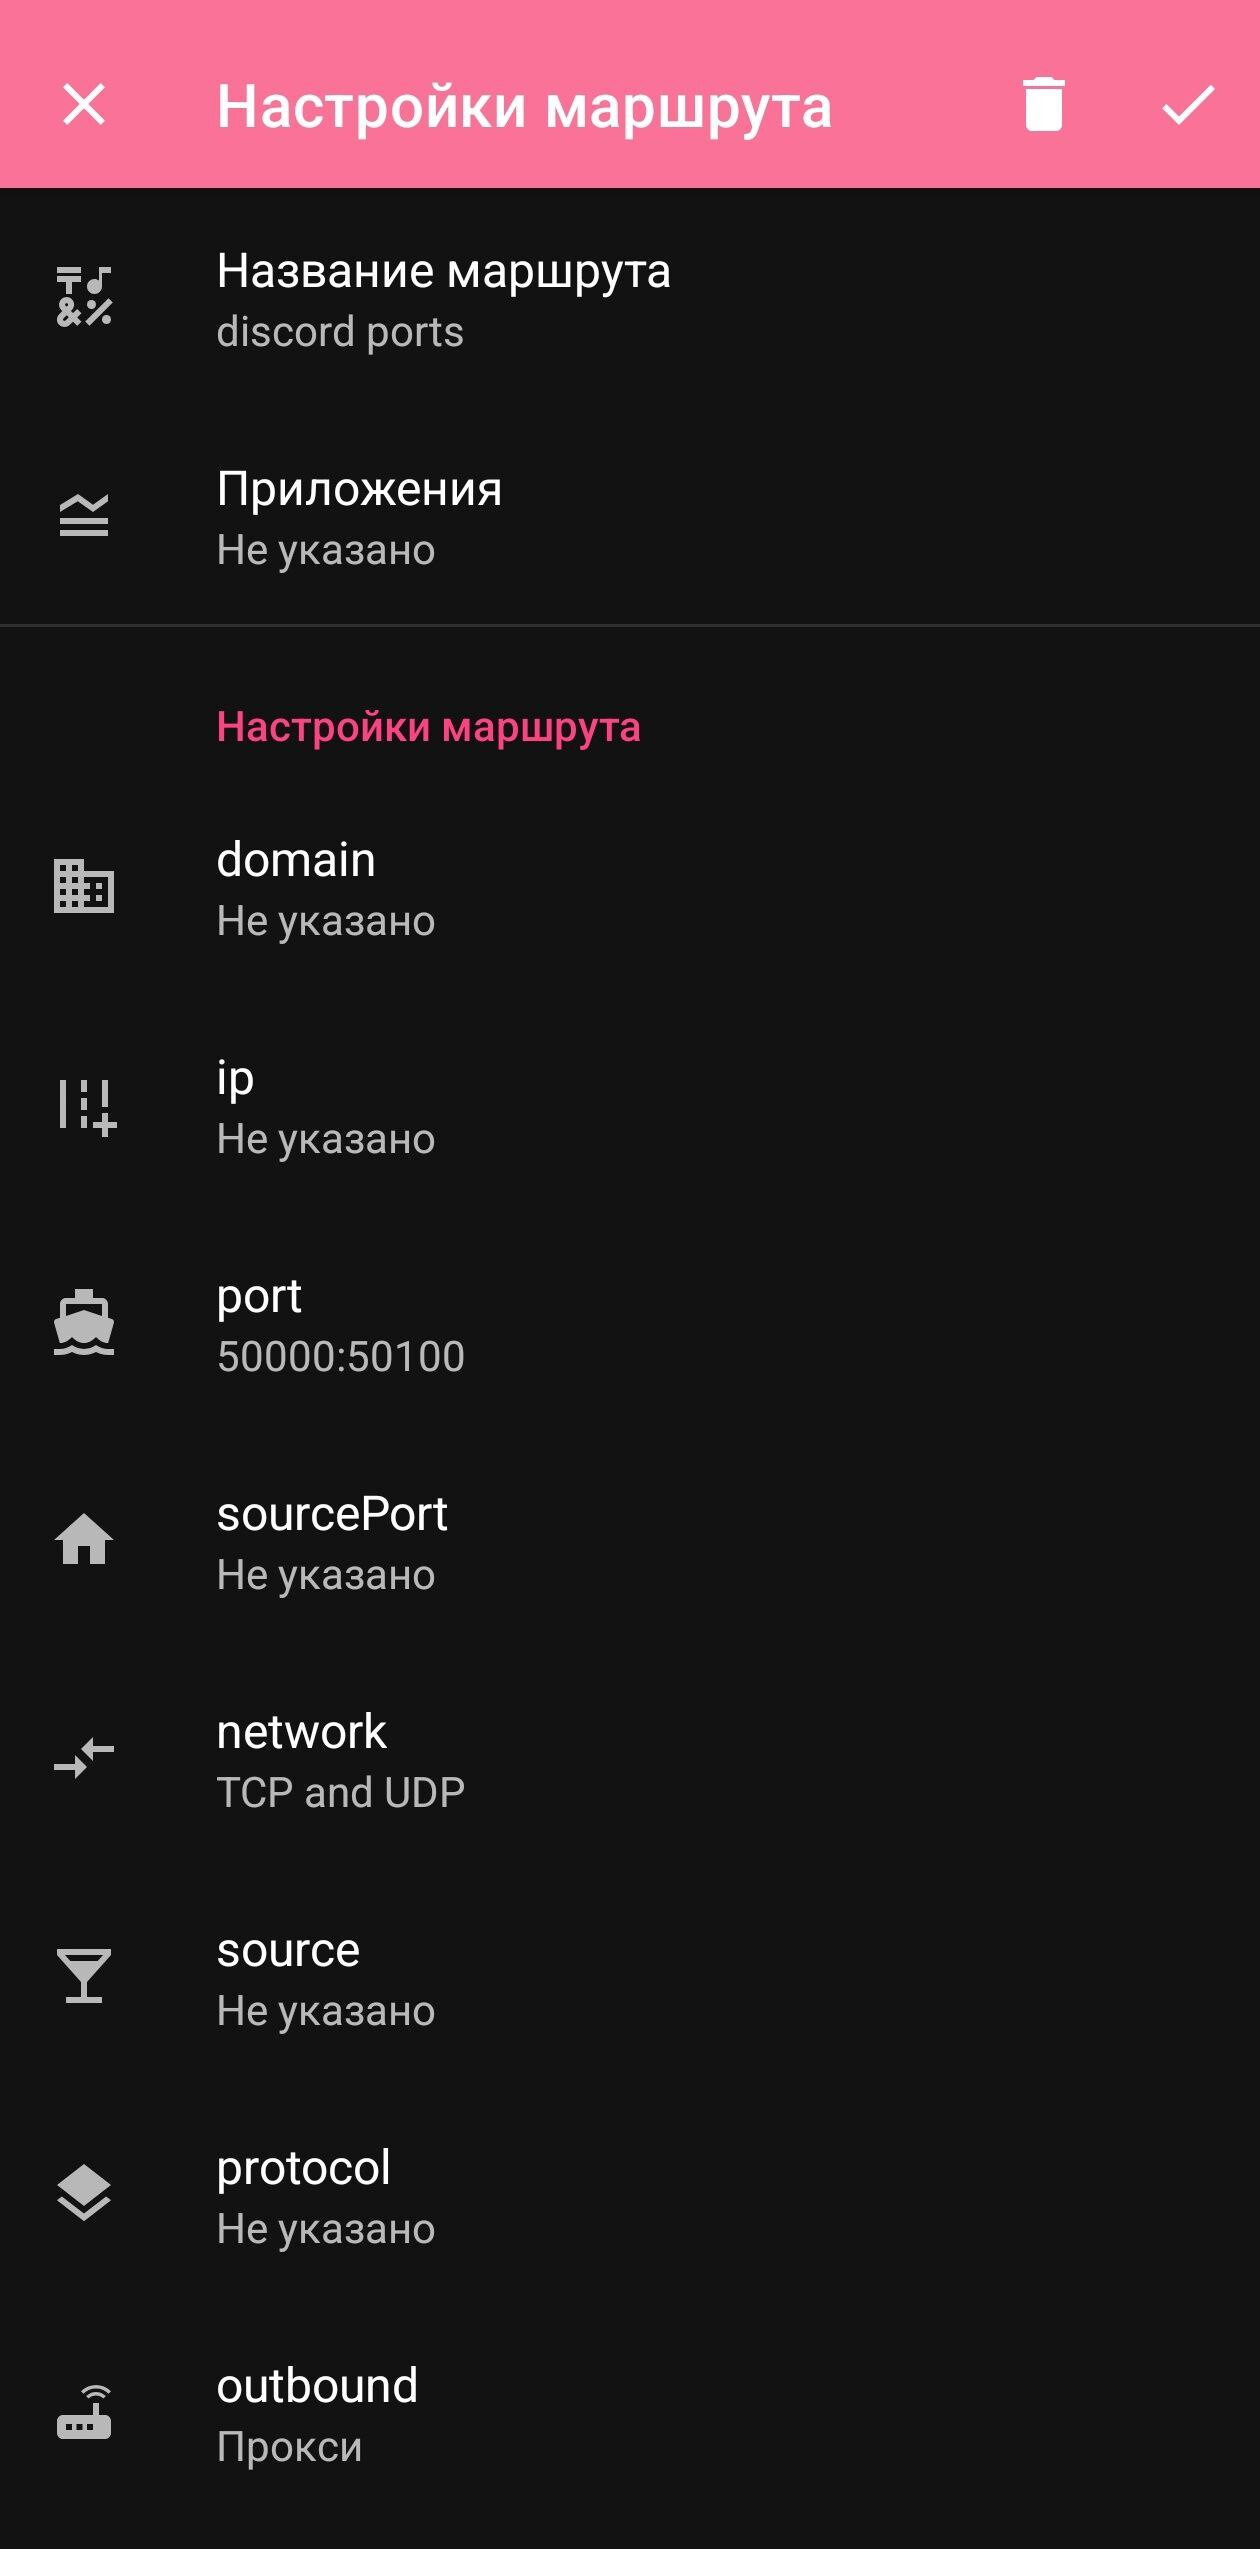 Настройки маршрута
Название маршрута
discord ports
Приложения
Не указано
Настройки маршрута
domain
Не указано
ip
Не указано
port
50000:50100
sourcePort
Не указано
network
TCP and UDP
source
Не указано
protocol
Не указано
outbound
Прокси